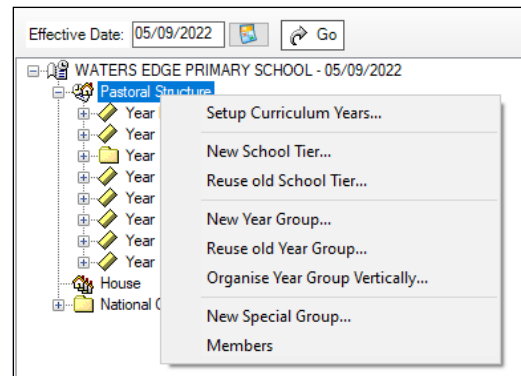 Effective Date: 05/09/2022 Go
WATERS EDGE PRIMARY SCHOOL - 05/09/2022
Pastoral Structure
Year
Year
Year
Year
Year
Year
Year
Year
House
National
Setup Curriculum Years...
New School Tier...
Reuse old School Tier...
New Year Group...
Reuse old Year Group...
Organise Year Group Vertically...
New Special Group...
Members